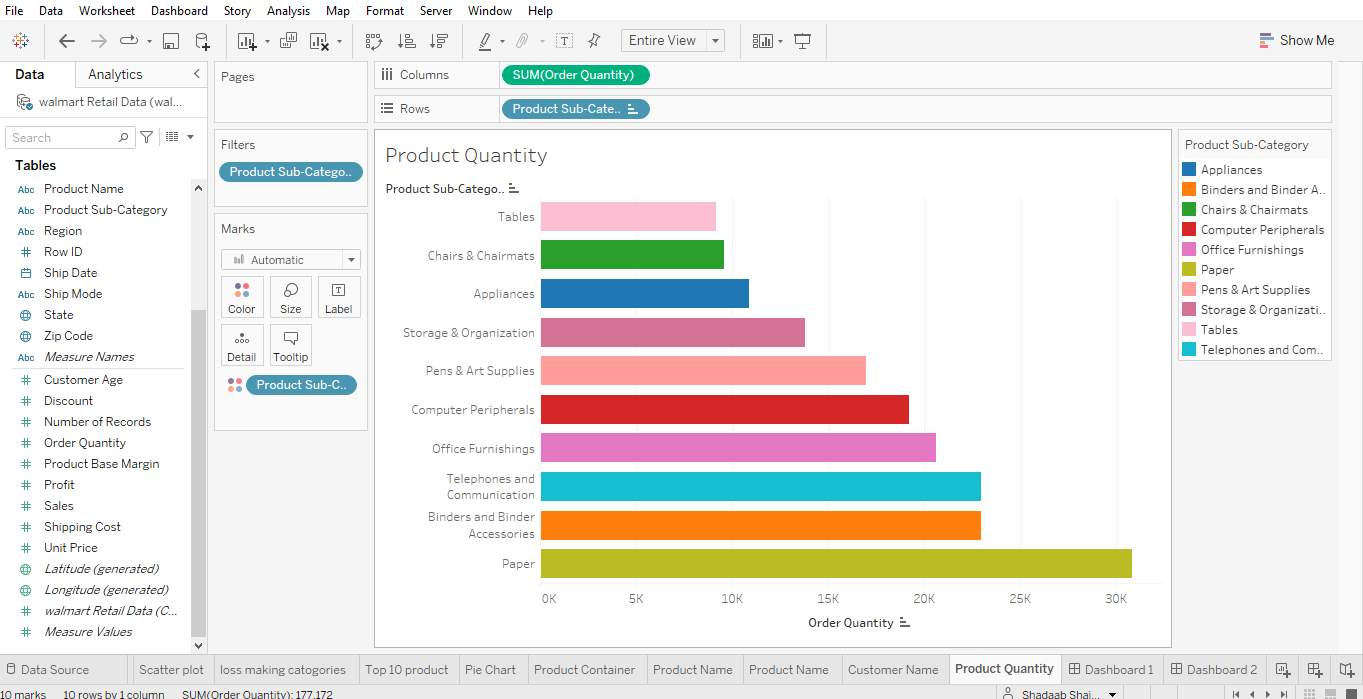 File Data Worksheet Dashboard Story Analysis Map Format Server Window Help
Entire View
Show Me
Data Analytics
walmart Retail Data (wal...
Search
Tables
Abc Product Name
Abc Product Sub-Category
Abc Region
# Row ID
Ship Date
Abc Ship Mode
State
Zip Code
Abc Measure Names
# Customer Age
# Discount
# Number of Records
# Order Quantity
# Product Base Margin
# Profit
# Sales
# Shipping Cost
# Unit Price
Latitude (generated)
Longitude (generated)
# walmart Retail Data (C...
# Measure Values
Pages
Filters
Product Sub-Catego..
Marks
Automatic
Color Size Label
Detail Tooltip
Product Sub-C..
Columns SUM(Order Quantity)
Rows Product Sub-Cate..
Product Quantity
Product Sub-Catego..
Tables
Chairs & Chairmats
Appliances
Storage & Organization
Pens & Art Supplies
Computer Peripherals
Office Furnishings
Telephones and
Communication
Binders and Binder
Accessories
Paper
0K 5K 10K 15K 20K 25K 30K
Order Quantity
Product Sub-Category
Appliances
Binders and Binder A..
Chairs & Chairmats
Computer Peripherals
Office Furnishings
Paper
Pens & Art Supplies
Storage & Organizati..
Tables
Telephones and Com..
Data Source Scatter plot loss making catogories Top 10 product Pie Chart Product Container Product Name Product Name Customer Name Product Quantity Dashboard 1 Dashboard 2
10 marks 10 rows by 1 column SUM(Order Quantity): 177,172 Shadaab Shai...